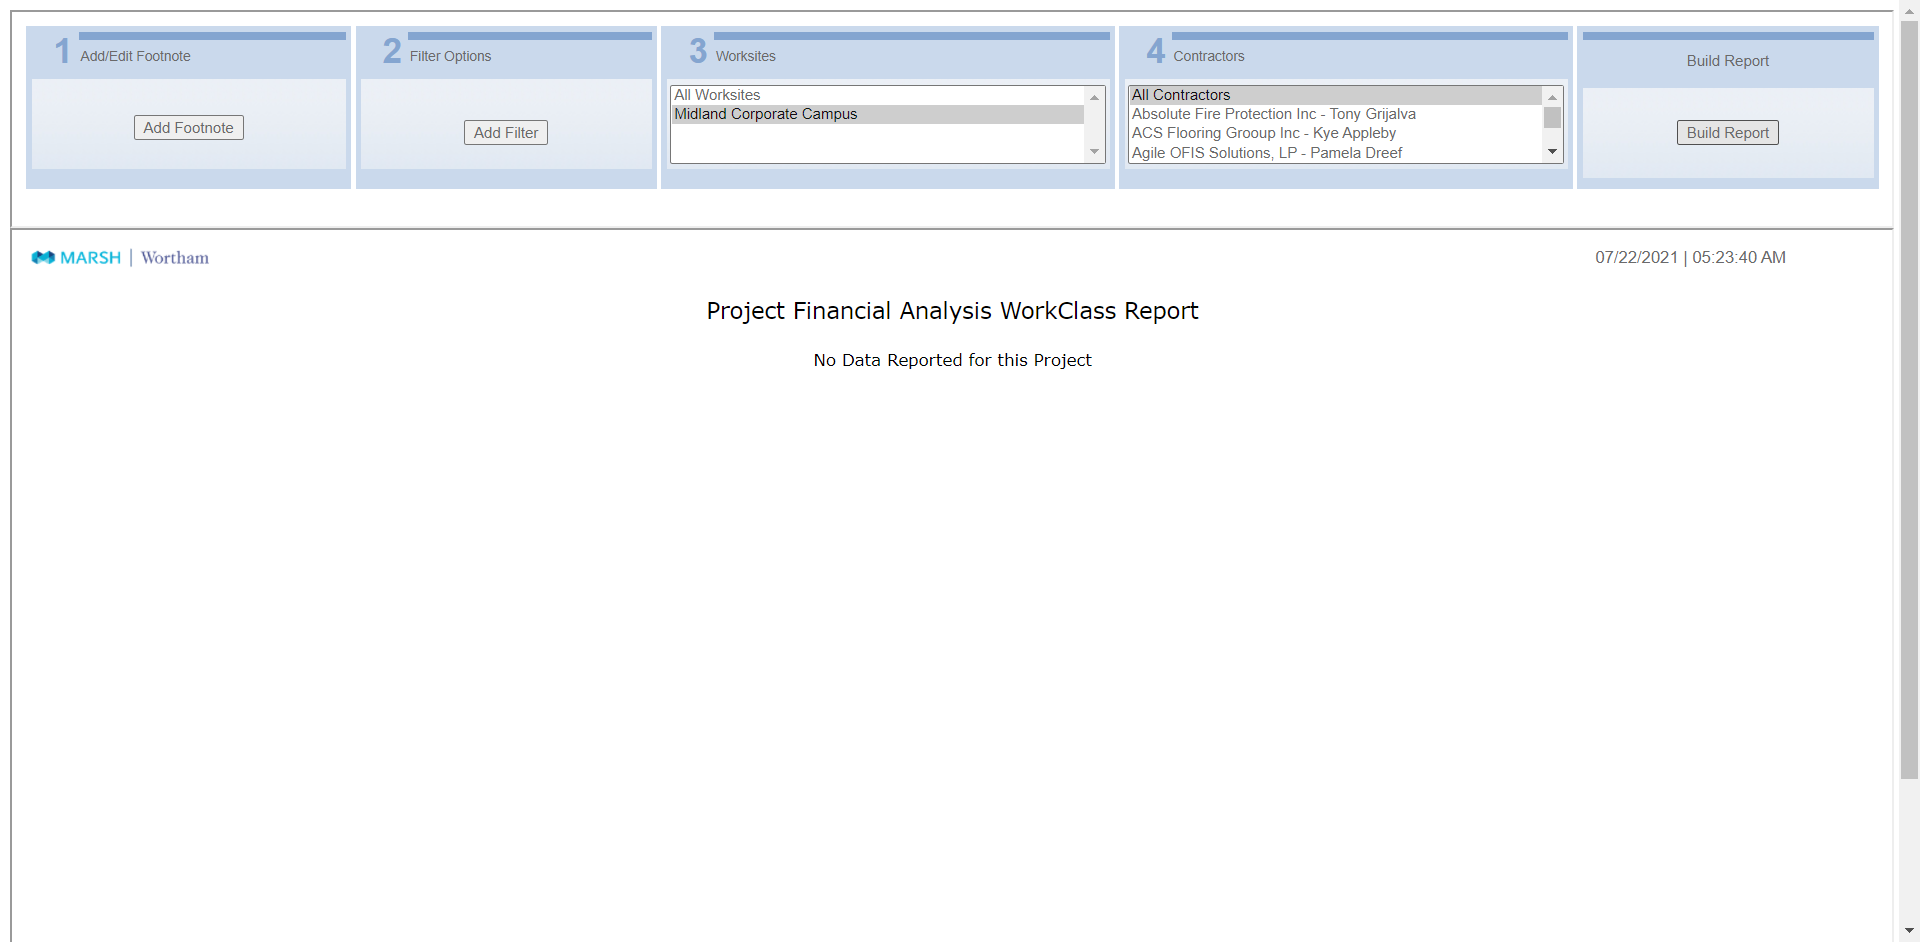 1 Add/Edit Footnote
Add Footnote
2 Filter Options
Add Filter
3 Worksites
All Worksites
Midland Corporate Campus
4 Contractors
All Contractors
Absolute Fire Protection Inc - Tony Grijalva
ACS Flooring Grooup Inc - Kye Appleby
Agile OFIS Solutions, LP - Pamela Dreef
Build Report
Build Report
MARSH | Wortham
07/22/2021 | 05:23:40 AM
Project Financial Analysis WorkClass Report
No Data Reported for this Project